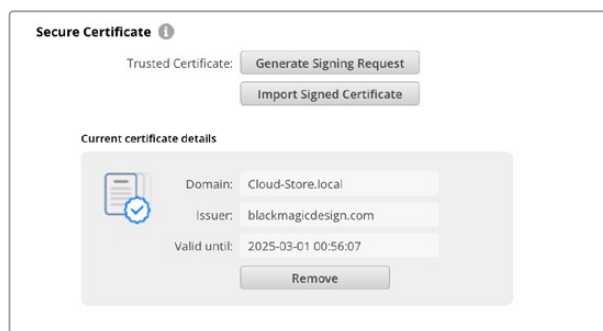 Secure Certificate i
Trusted Certificate: Generate Signing Request
Import Signed Certificate
Current certificate details
Domain: Cloud-Store.local
Issuer: blackmagicdesign.com
Valid until: 2025-03-01 00:56:07
Remove